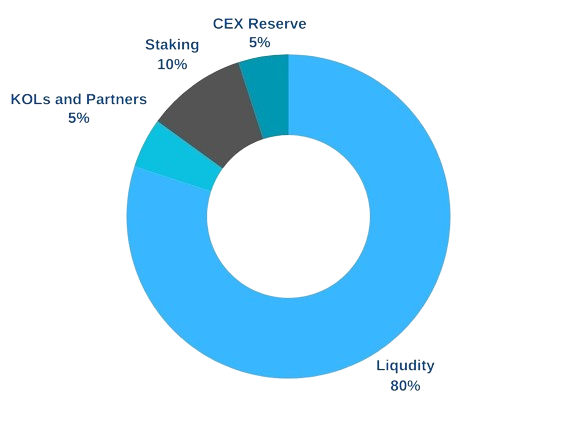 CEX Reserve
5%
Staking
10%
KOLs and Partners
5%
Liqudity
80%